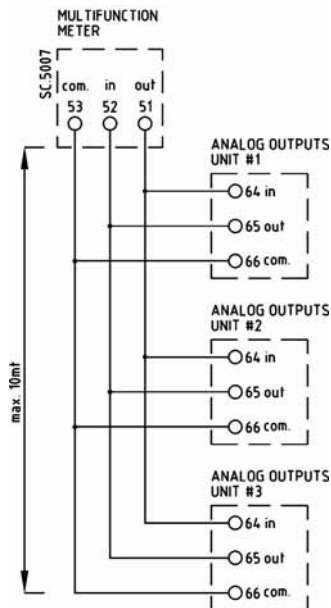 MULTIFUNCTION
METER
SC.5007
com. in out
53 52 51
ANALOG OUTPUTS
UNIT #1
64 in
65 out
66 com.
ANALOG OUTPUTS
UNIT #2
64 in
65 out
66 com.
max. 10mt
ANALOG OUTPUTS
UNIT #3
64 in
65 out
66 com.